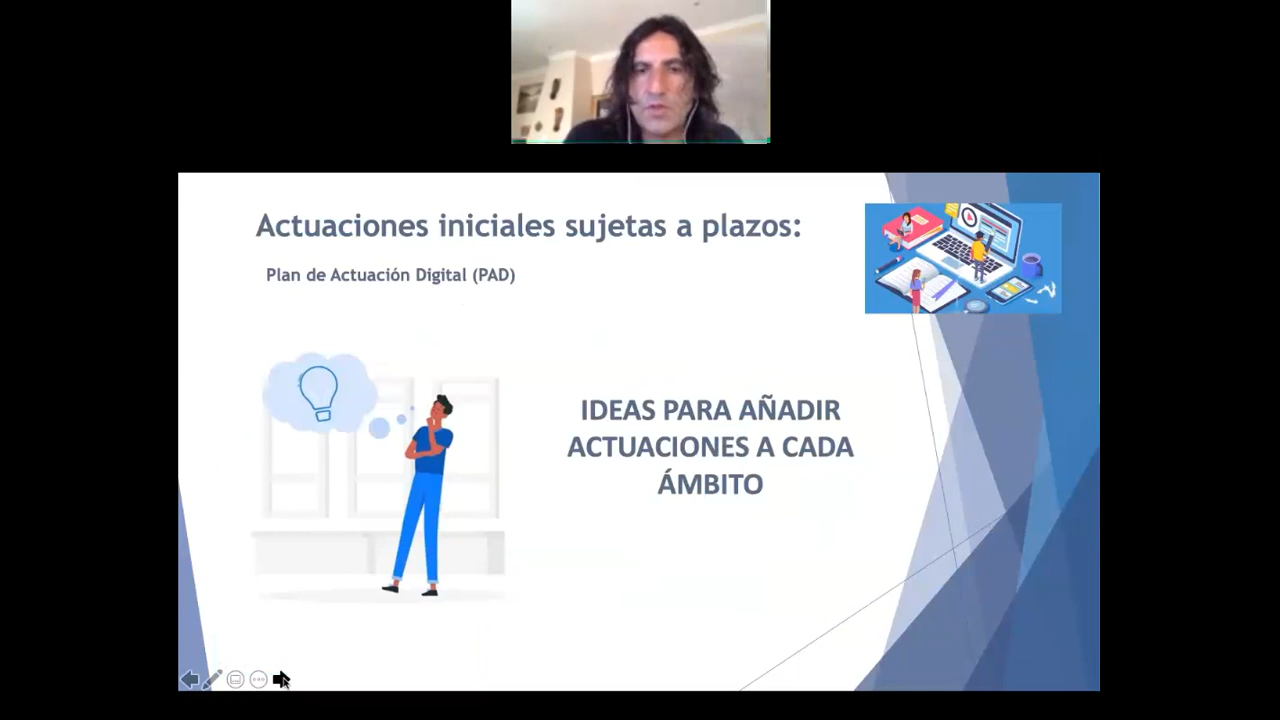 Actuaciones iniciales sujetas a plazos:
Plan de Actuación Digital (PAD)
IDEAS PARA AÑADIR
ACTUACIONES A CADA
ÁMBITO